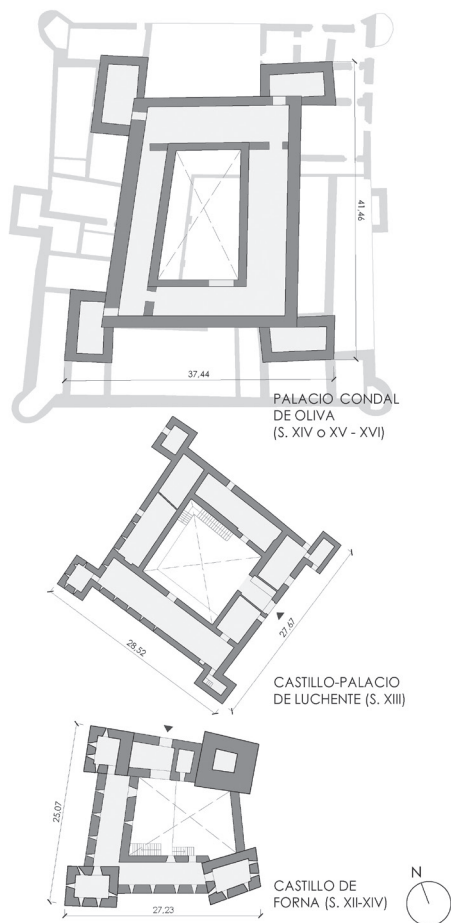 41,46
37,44
PALACIO CONDAL
DE OLIVA
(S. XIV o XV - XVI)
28,52
27,67
CASTILLO-PALACIO
DE LUCHENTE (S. XIII)
25,07
27,23
CASTILLO DE
FORNA (S. XII-XIV)
N